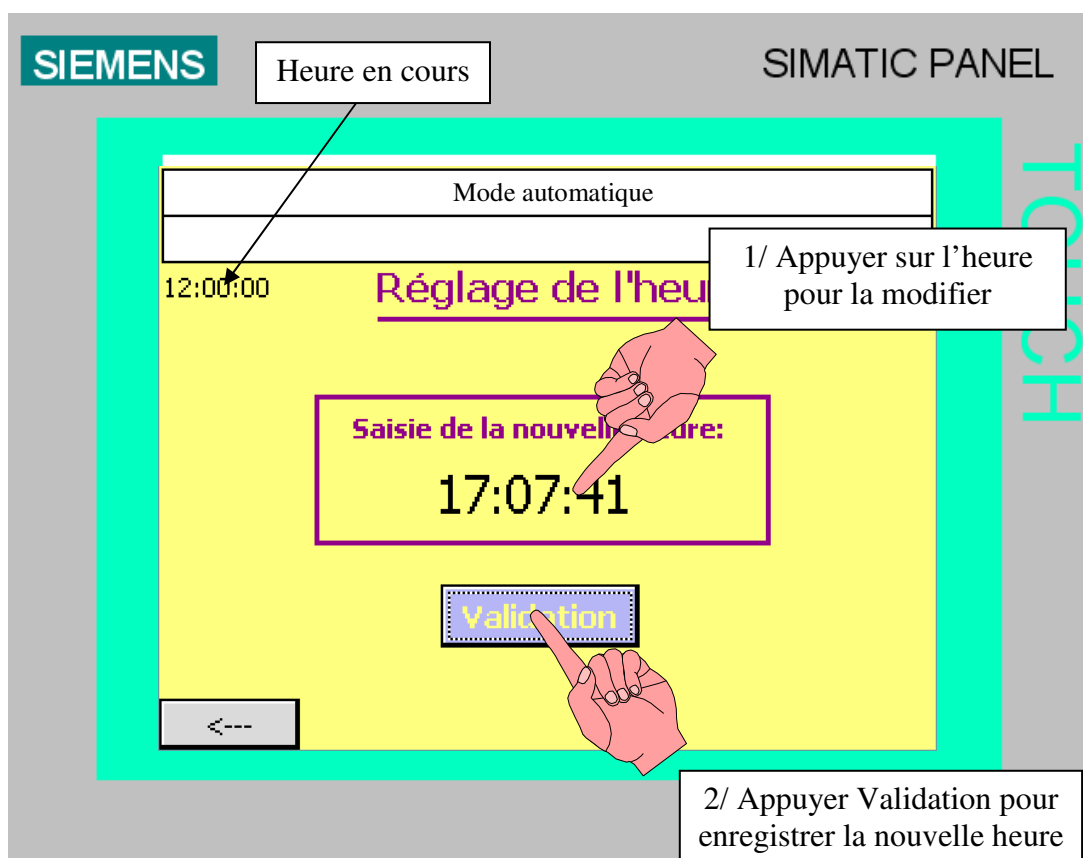 SIEMENS
SIMATIC PANEL
Heure en cours
TOUCH
Mode automatique
1/ Appuyer sur l’heure
pour la modifier
12:00:00
Réglage de l'heu
Saisie de la nouvelle heure:
17:07:41
Validation
<---
2/ Appuyer Validation pour
enregistrer la nouvelle heure